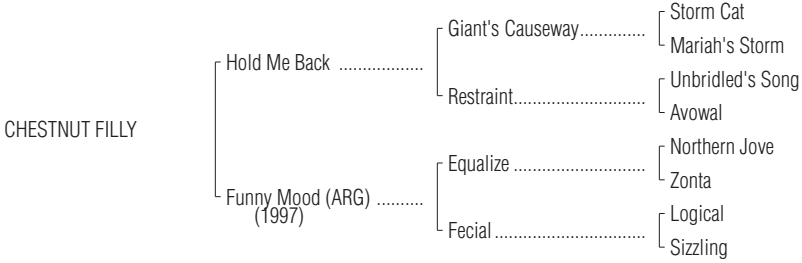 Storm Cat
Giant's Causeway..............
Mariah's Storm
Hold Me Back ..................
Unbridled's Song
Restraint............................
Avowal
CHESTNUT FILLY
Northern Jove
Equalize ............................
Zonta
Funny Mood (ARG) ..........
(1997)
Logical
Fecial ................................
Sizzling